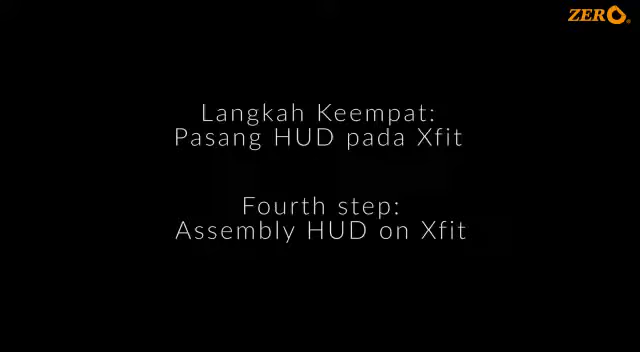 ZERO
Langkah Keempat:
Pasang HUD pada Xfit
Fourth step:
Assembly HUD on Xfit